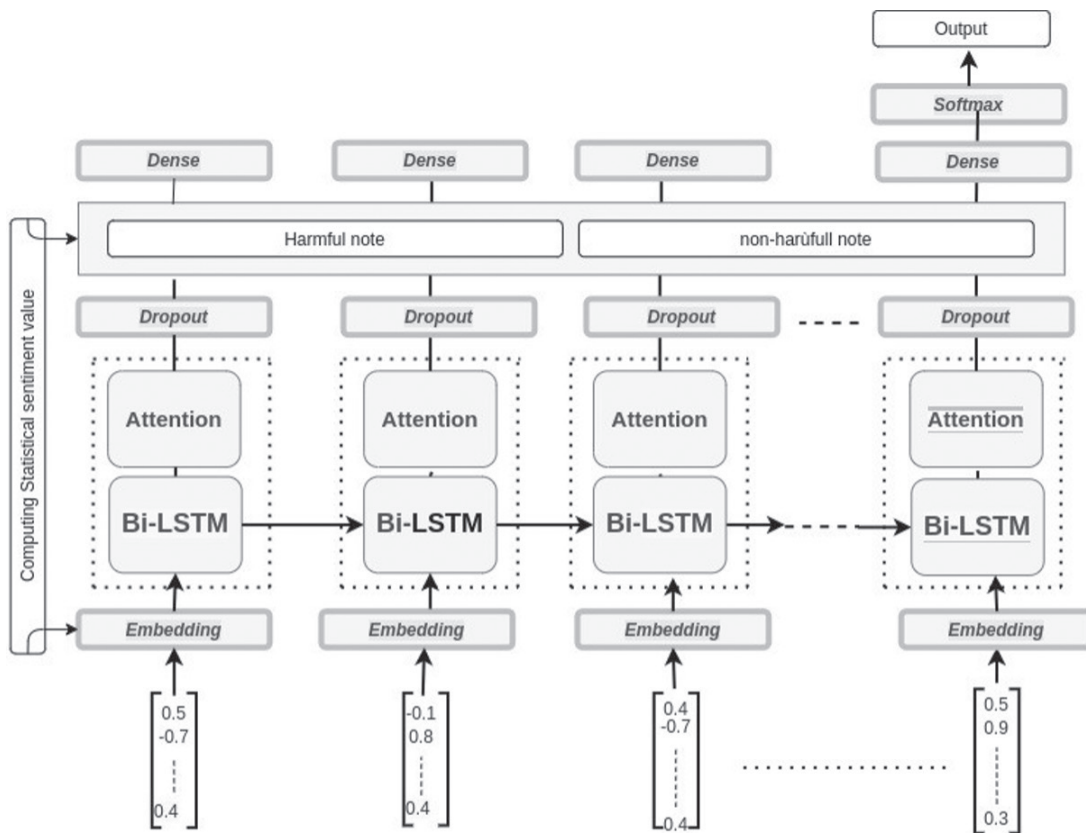 Output
Softmax
Dense Dense Dense Dense
Harmful note non-harùfull note
Computing Statistical sentiment value
Dropout Dropout Dropout Dropout
Attention Attention Attention Attention
Bi-LSTM Bi-LSTM Bi-LSTM Bi-LSTM
Embedding Embedding Embedding Embedding
0.5 -0.1 0.4 0.5
-0.7 0.8 -0.7 0.9
0.4 0.4 0.4 0.3